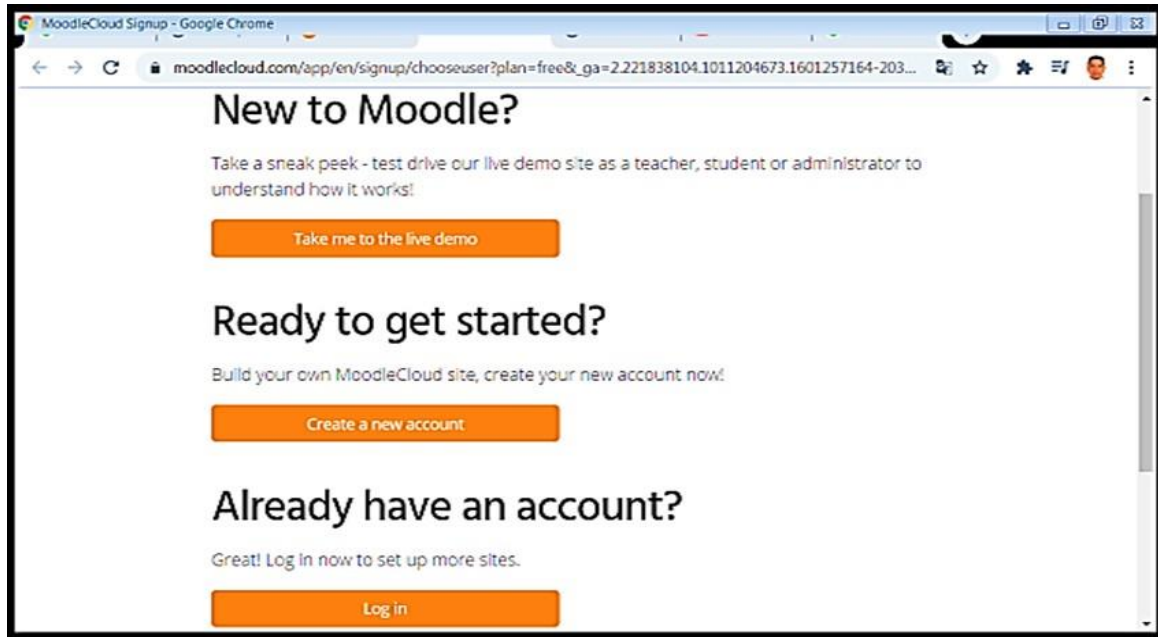 MoodleCloud Signup - Google Chrome
moodlecloud.com/app/en/signup/chooseuser?plan=free&_ga=2.221838104.1011204673.1601257164-203...
New to Moodle?
Take a sneak peek - test drive our live demo site as a teacher, student or administrator to
understand how it works!
Take me to the live demo
Ready to get started?
Build your own MoodleCloud site, create your new account now!
Create a new account
Already have an account?
Great! Log in now to set up more sites.
Log in